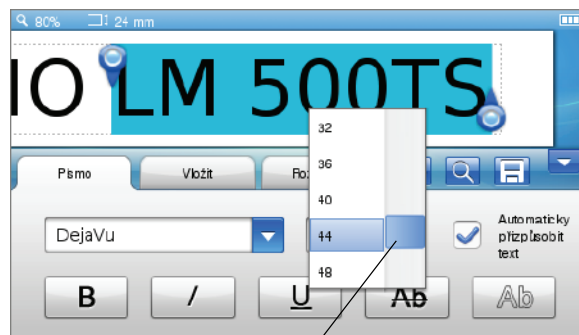 80% 24 mm
IO LM 500TS
Písmo Vložit Roz
32
36
40
44
48
DejaVu
Automaticky
přizpůsobit
text
B I U Ab Ab